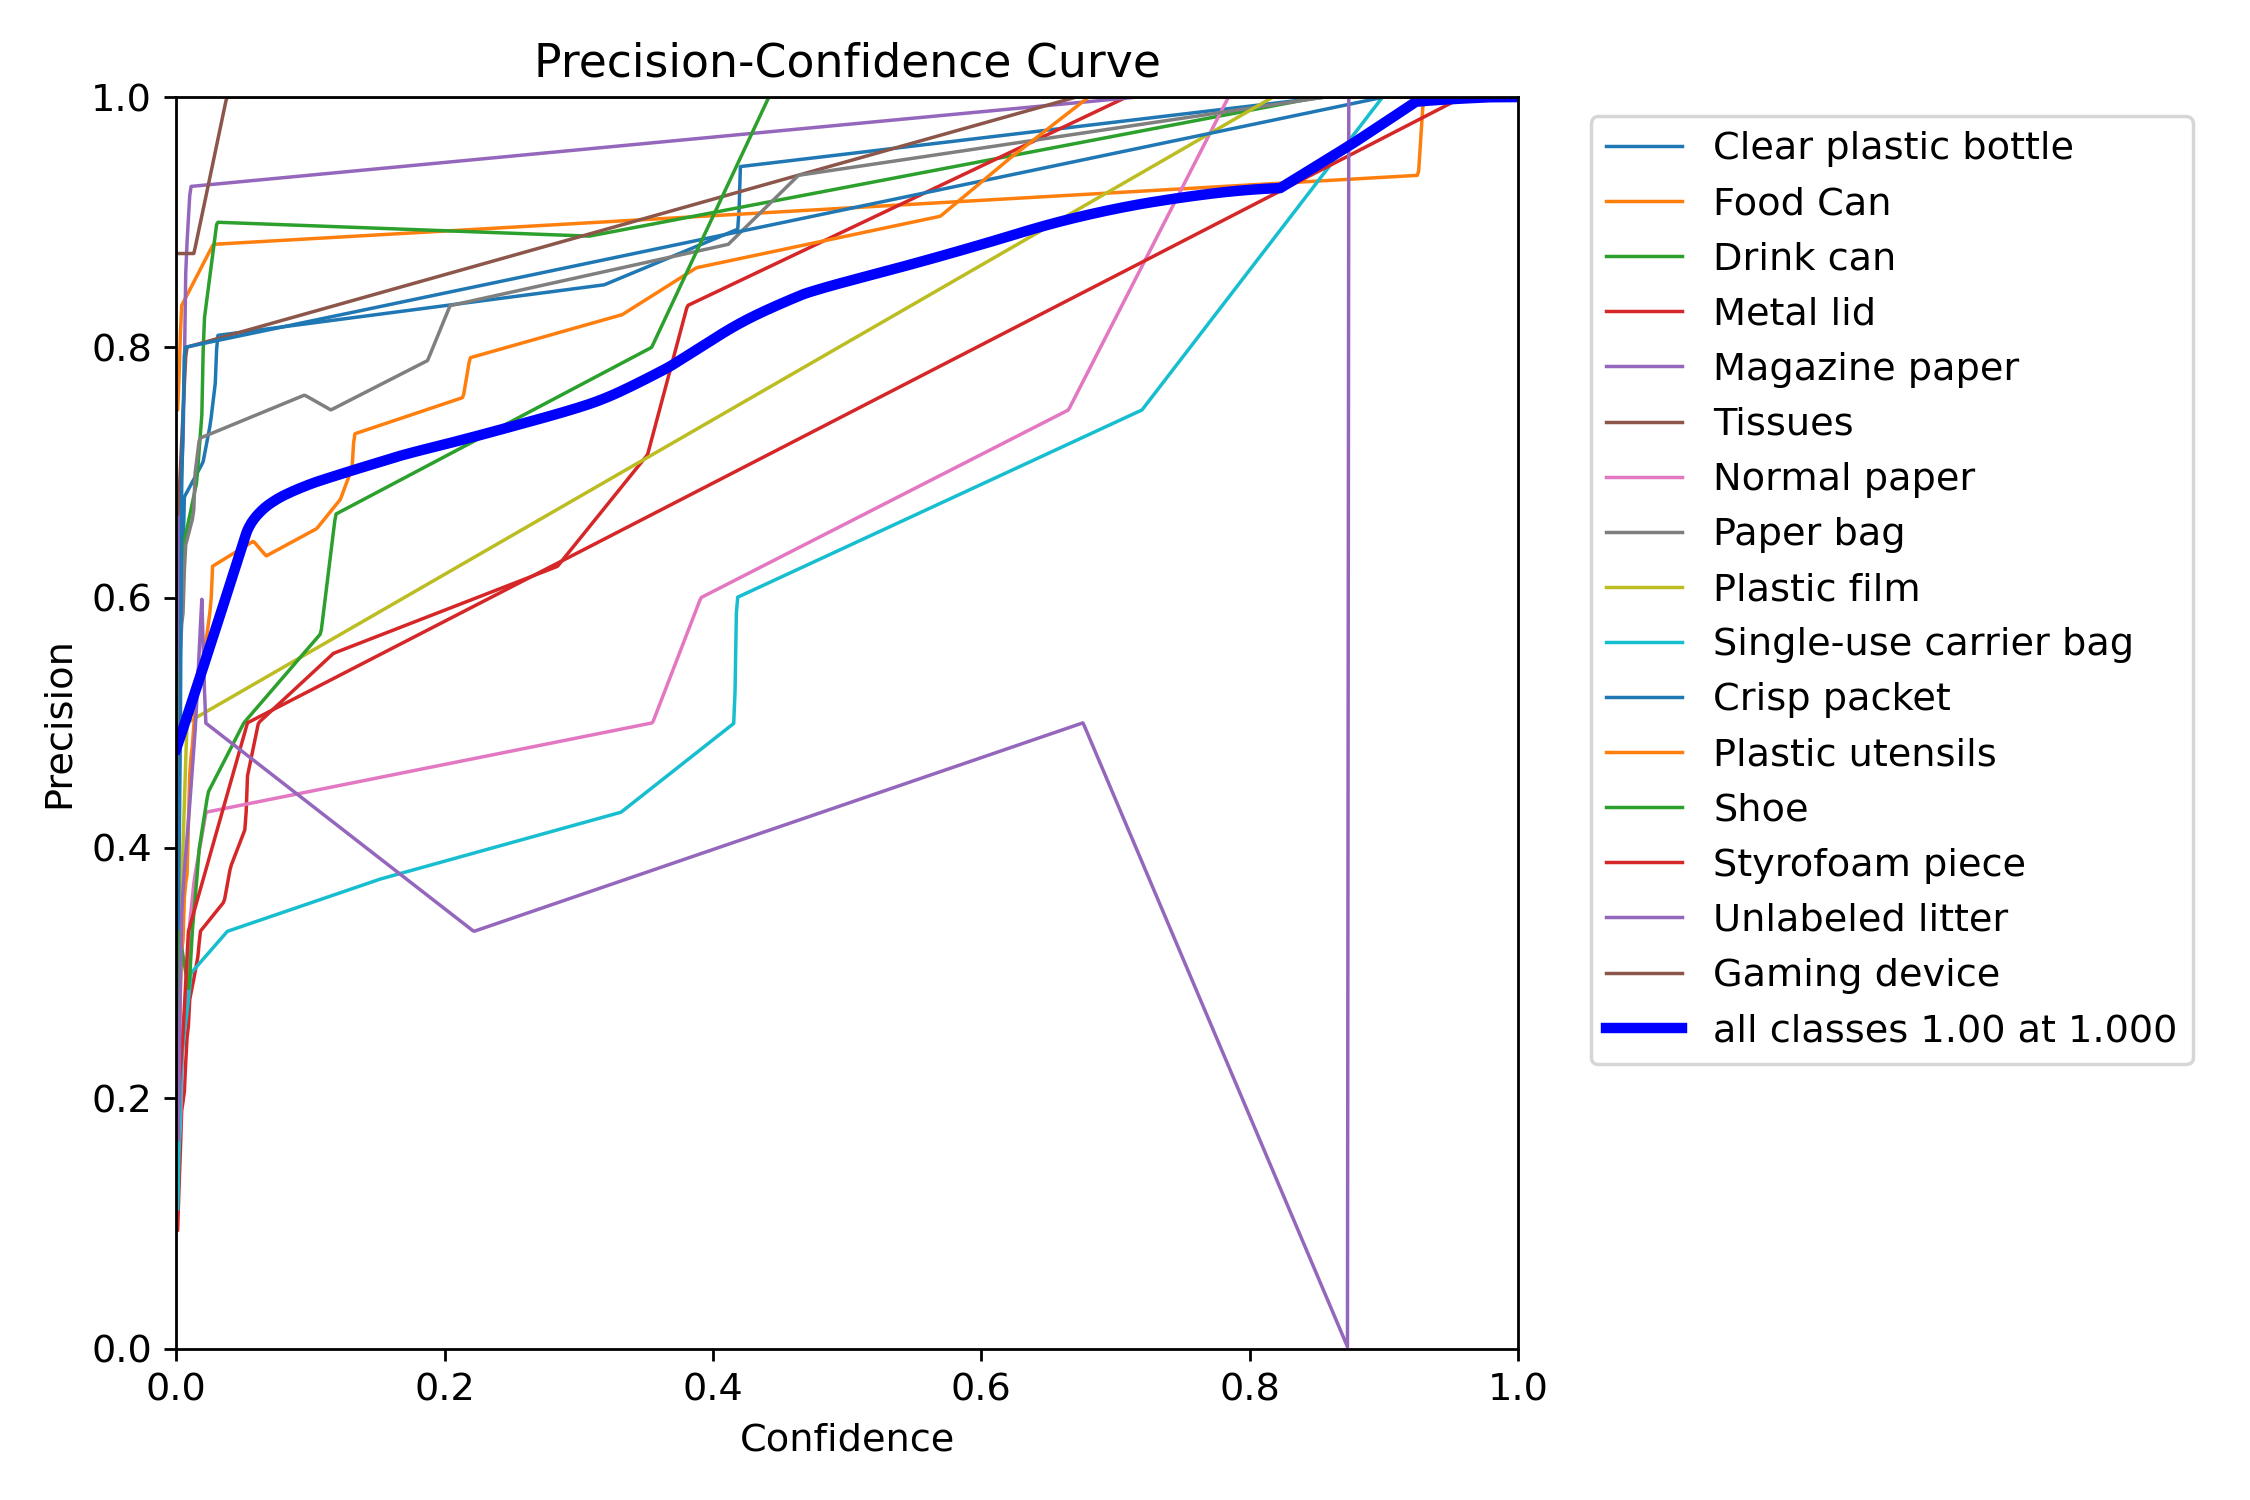 Precision-Confidence Curve
1.0
0.8
0.6
0.4
0.2
0.0
Precision
0.0 0.2 0.4 0.6 0.8 1.0
Confidence
Clear plastic bottle
Food Can
Drink can
Metal lid
Magazine paper
Tissues
Normal paper
Paper bag
Plastic film
Single-use carrier bag
Crisp packet
Plastic utensils
Shoe
Styrofoam piece
Unlabeled litter
Gaming device
all classes 1.00 at 1.000